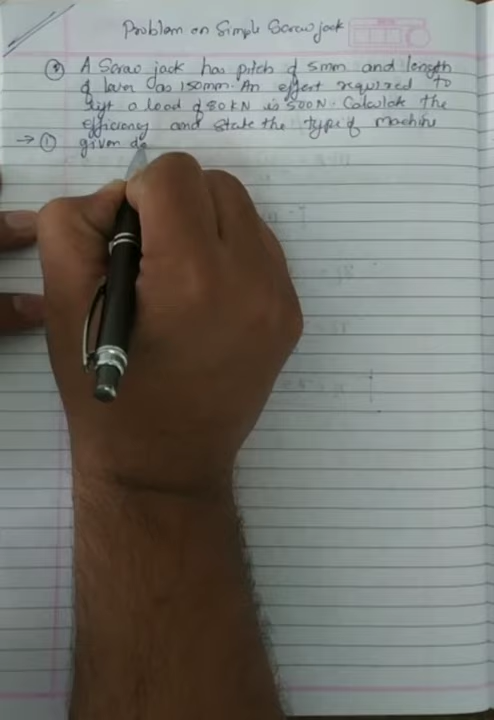 Problem on Simple Screw jack
A Screw jack has pitch of 5mm and length
of lever as 150mm. An effort required to
lift a load of 80 kN is 500N. Calculate the
efficiency and state the type of machine
→ ① given da